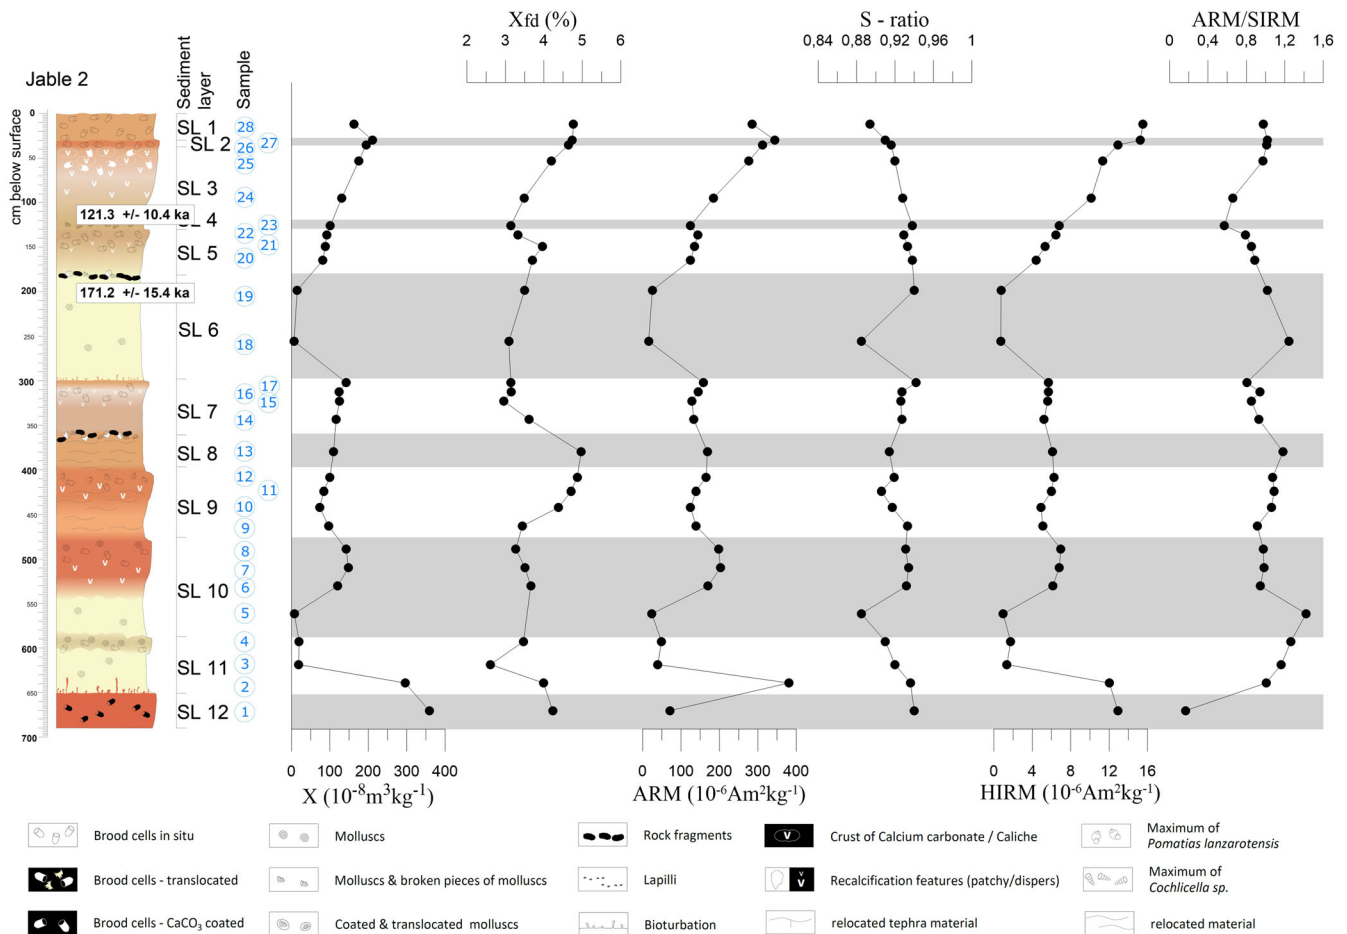 Jable 2
Sediment layer
Sample
Xfd (%)
2 3 4 5 6
S - ratio
0,84 0,88 0,92 0,96 1
ARM/SIRM
0 0,4 0,8 1,2 1,6
cm below surface
0
50
100
150
200
250
300
350
400
450
500
550
600
650
700
SL 1
SL 2
SL 3
SL 4
SL 5
SL 6
SL 7
SL 8
SL 9
SL 10
SL 11
SL 12
121.3 +/- 10.4 ka
171.2 +/- 15.4 ka
28
27
26
25
24
23
22
21
20
19
18
17
16
15
14
13
12
11
10
9
8
7
6
5
4
3
2
1
0 100 200 300 400
X (10⁻⁸m³kg⁻¹)
0 100 200 300 400
ARM (10⁻⁶Am²kg⁻¹)
0 4 8 12 16
HIRM (10⁻⁶Am²kg⁻¹)
Brood cells in situ
Molluscs
Rock fragments
V
Crust of Calcium carbonate / Caliche
Maximum of
Pomatias lanzarotensis
Brood cells - translocated
Molluscs & broken pieces of molluscs
Lapilli
V
V
Recalcification features (patchy/dispers)
Maximum of
Cochlicella sp.
Brood cells - CaCO₃ coated
Coated & translocated molluscs
Bioturbation
relocated tephra material
relocated material